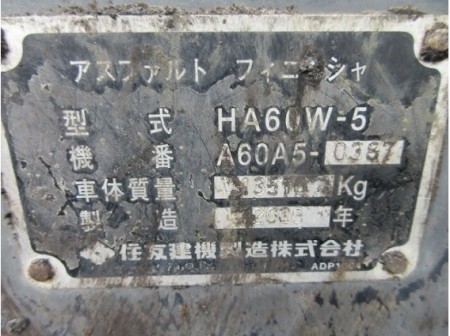 アスファルト フィニッシャ
型 式 HA60W-5
機 番 A60A5-0367
車体質量 Kg
製 造 年
住友建機製造株式会社